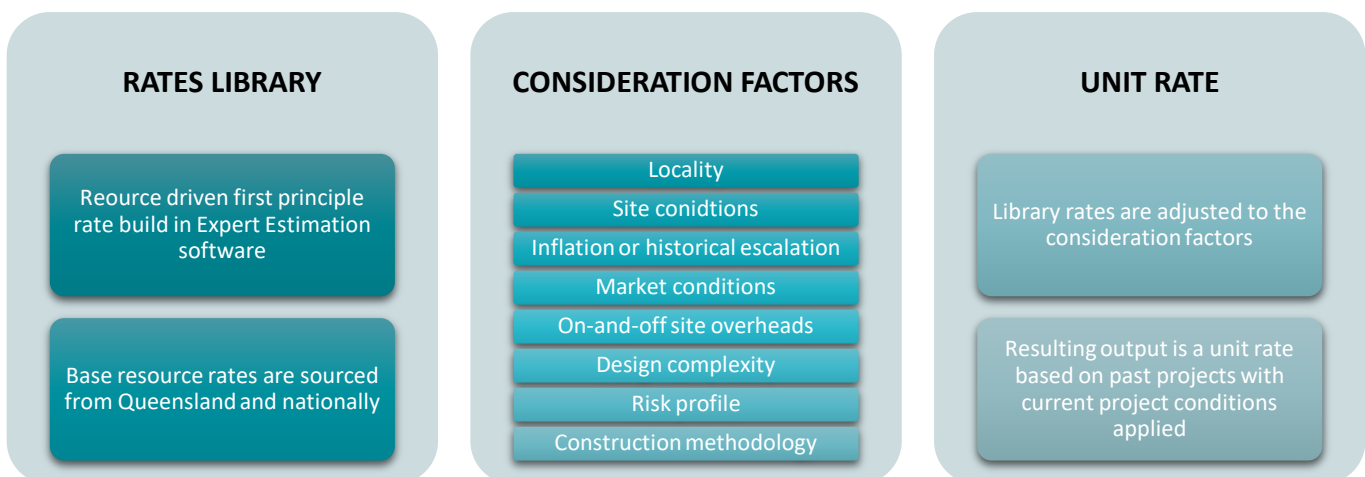 RATES LIBRARY
Reource driven first principle
rate build in Expert Estimation
software
Base resource rates are sourced
from Queensland and nationally
CONSIDERATION FACTORS
Locality
Site conidtions
Inflation or historical escalation
Market conditions
On-and-off site overheads
Design complexity
Risk profile
Construction methodology
UNIT RATE
Library rates are adjusted to the
consideration factors
Resulting output is a unit rate
based on past projects with
current project conditions
applied